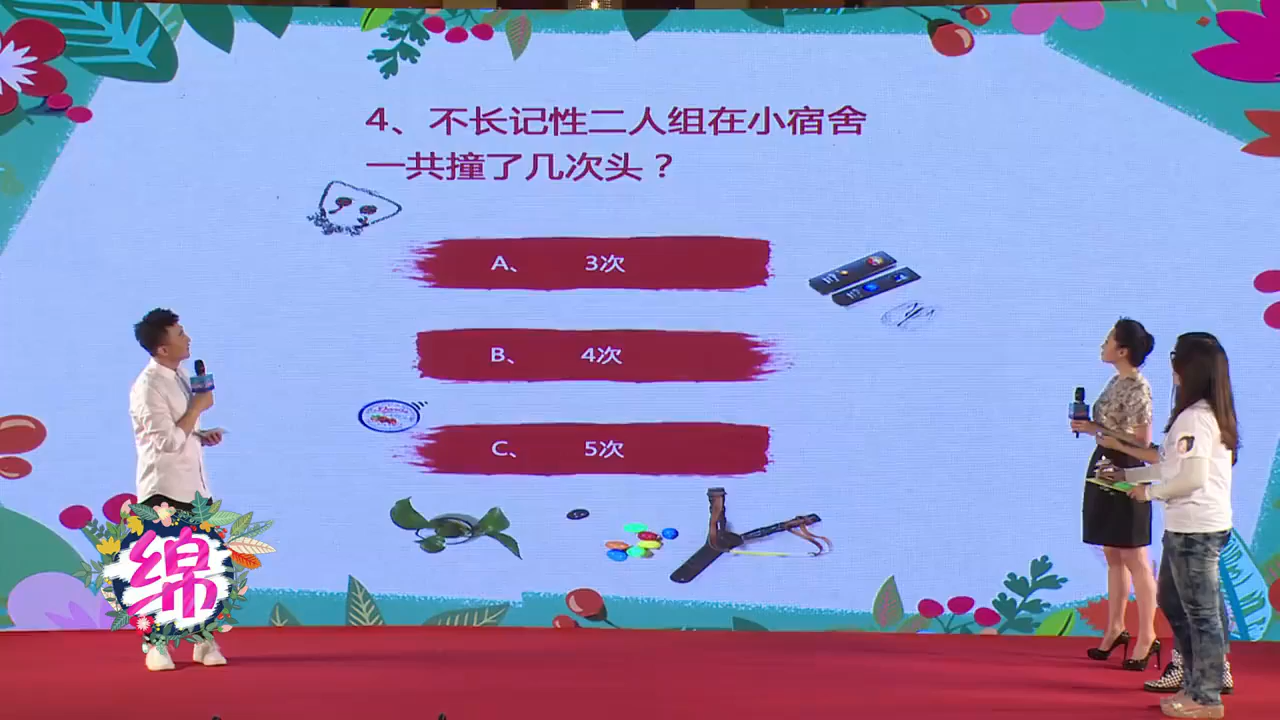 4、不长记性二人组在小宿舍
一共撞了几次头？
A、 3次
B、 4次
C、 5次
绵